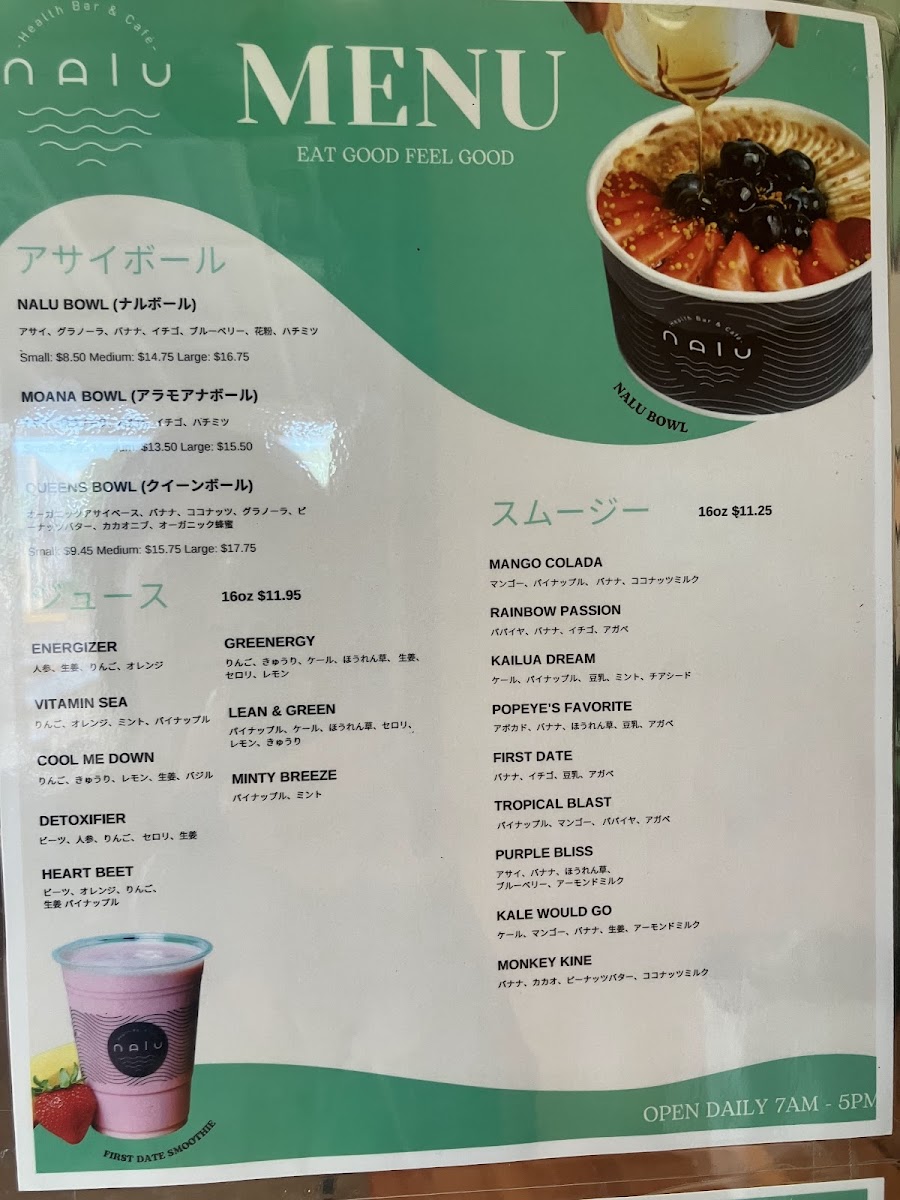 -Health Bar & Café-
nalu
MENU
EAT GOOD FEEL GOOD
Health Bar & Café
nalu
NALU BOWL
アサイボール
NALU BOWL (ナルボール)
アサイ、グラノーラ、バナナ、イチゴ、ブルーベリー、花粉、ハチミツ
Small: $8.50 Medium: $14.75 Large: $16.75
MOANA BOWL (アラモアナボール)
イチゴ、ハチミツ
$13.50 Large: $15.50
QUEENS BOWL (クイーンボール)
オーガニックアサイベース、バナナ、ココナッツ、グラノーラ、ピ
ーナッツバター、カカオニブ、オーガニック蜂蜜
Small: $9.45 Medium: $15.75 Large: $17.75
ジュース 16oz $11.95
ENERGIZER
人参、生姜、りんご、オレンジ
VITAMIN SEA
りんご、オレンジ、ミント、パイナップル
COOL ME DOWN
りんご、きゅうり、レモン、生姜、バジル
DETOXIFIER
ビーツ、人参、りんご、 セロリ、生姜
HEART BEET
ビーツ、オレンジ、りんご、
生姜 パイナップル
GREENERGY
りんご、きゅうり、ケール、ほうれん草、 生姜、
セロリ、レモン
LEAN & GREEN
パイナップル、ケール、ほうれん草、セロリ、
レモン、きゅうり
MINTY BREEZE
パイナップル、ミント
スムージー 16oz $11.25
MANGO COLADA
マンゴー、パイナップル、 バナナ、ココナッツミルク
RAINBOW PASSION
パパイヤ、バナナ、イチゴ、アガベ
KAILUA DREAM
ケール、パイナップル、 豆乳、ミント、チアシード
POPEYE'S FAVORITE
アボカド、バナナ、ほうれん草、豆乳、アガベ
FIRST DATE
バナナ、イチゴ、豆乳、アガベ
TROPICAL BLAST
パイナップル、マンゴー、 パパイヤ、アガベ
PURPLE BLISS
アサイ、バナナ、ほうれん草、
ブルーベリー、アーモンドミルク
KALE WOULD GO
ケール、マンゴー、バナナ、生姜、アーモンドミルク
MONKEY KINE
バナナ、カカオ、ピーナッツバター、ココナッツミルク
nalu
FIRST DATE SMOOTHIE
OPEN DAILY 7AM - 5PM